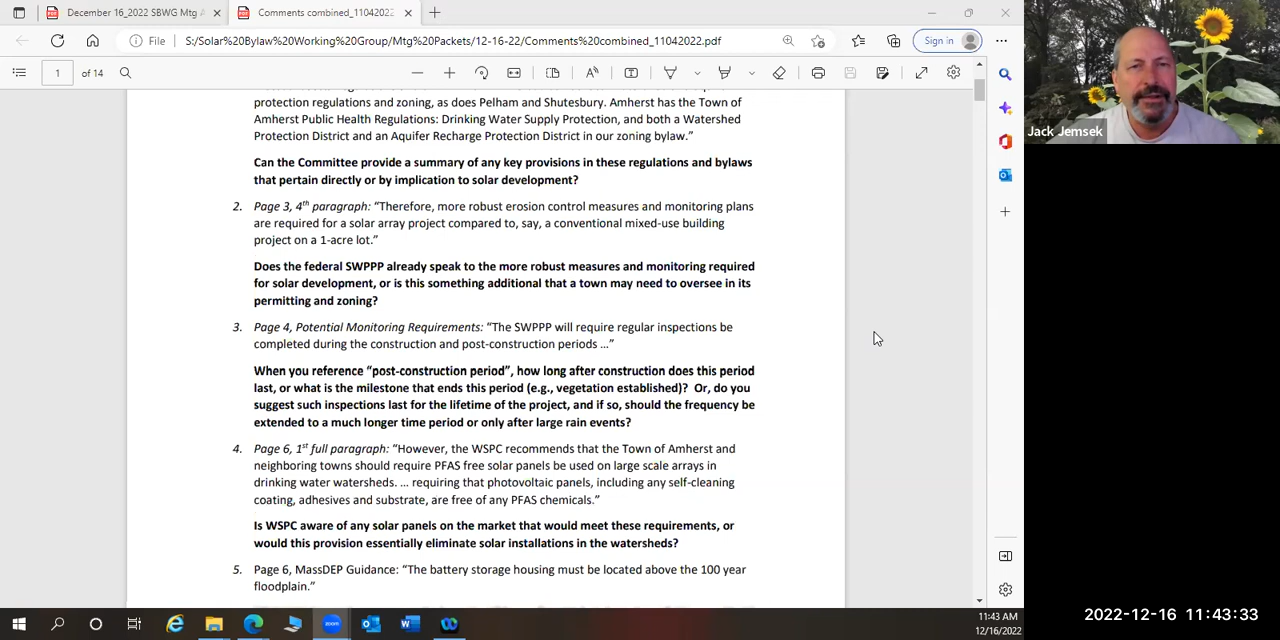 December 16_2022 SBWG Mtg A
Comments combined_11042022
File
S:/Solar%20Bylaw%20Working%20Group/Mtg%20Packets/12-16-22/Comments%20combined_11042022.pdf
Sign in
1 of 14
protection regulations and zoning, as does Pelham and Shutesbury. Amherst has the Town of
Amherst Public Health Regulations: Drinking Water Supply Protection, and both a Watershed
Protection District and an Aquifer Recharge Protection District in our zoning bylaw.”
Can the Committee provide a summary of any key provisions in these regulations and bylaws
that pertain directly or by implication to solar development?
2. Page 3, 4th paragraph: “Therefore, more robust erosion control measures and monitoring plans
are required for a solar array project compared to, say, a conventional mixed-use building
project on a 1-acre lot.”
Does the federal SWPPP already speak to the more robust measures and monitoring required
for solar development, or is this something additional that a town may need to oversee in its
permitting and zoning?
3. Page 4, Potential Monitoring Requirements: “The SWPPP will require regular inspections be
completed during the construction and post-construction periods …”
When you reference “post-construction period”, how long after construction does this period
last, or what is the milestone that ends this period (e.g., vegetation established)? Or, do you
suggest such inspections last for the lifetime of the project, and if so, should the frequency be
extended to a much longer time period or only after large rain events?
4. Page 6, 1st full paragraph: “However, the WSPC recommends that the Town of Amherst and
neighboring towns should require PFAS free solar panels be used on large scale arrays in
drinking water watersheds. … requiring that photovoltaic panels, including any self-cleaning
coating, adhesives and substrate, are free of any PFAS chemicals.”
Is WSPC aware of any solar panels on the market that would meet these requirements, or
would this provision essentially eliminate solar installations in the watersheds?
5. Page 6, MassDEP Guidance: “The battery storage housing must be located above the 100 year
floodplain.”
Jack Jemsek
zoom
11:43 AM
12/16/2022
2022-12-16 11:43:33